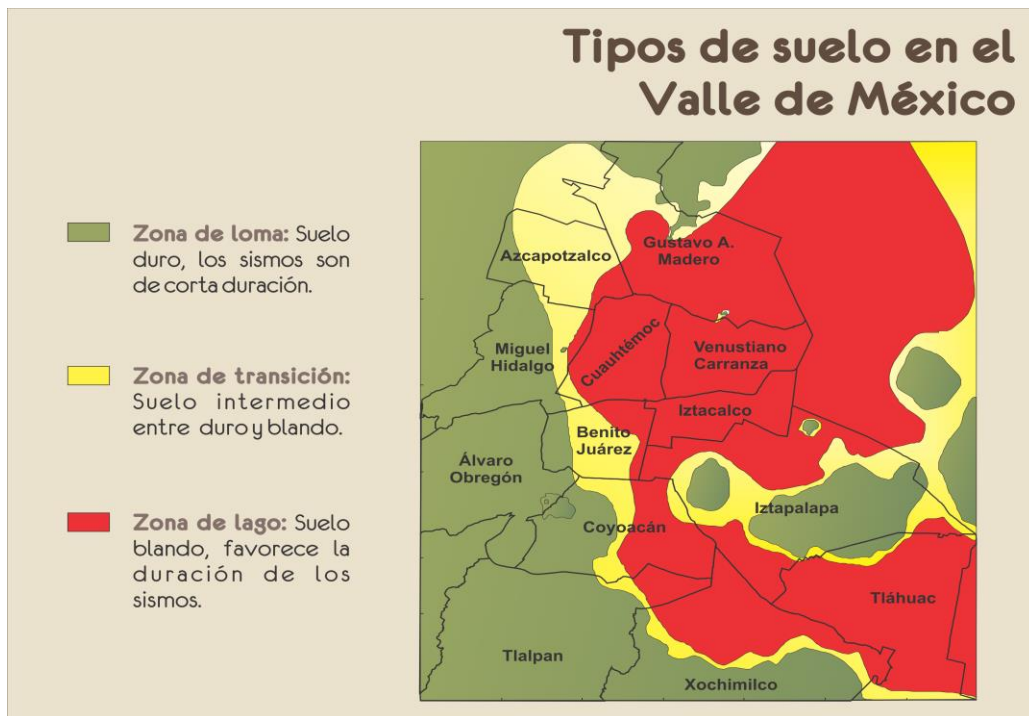 Tipos de suelo en el
Valle de México
Zona de loma: Suelo
duro, los sismos son
de corta duración.
Zona de transición:
Suelo intermedio
entre duro y blando.
Zona de lago: Suelo
blando, favorece la
duración de los
sismos.
Azcapotzalco
Gustavo A.
Madero
Miguel
Hidalgo
Cuauhtémoc
Venustiano
Carranza
Iztacalco
Benito
Juárez
Álvaro
Obregón
Coyoacán
Iztapalapa
Tláhuac
Tlalpan
Xochimilco